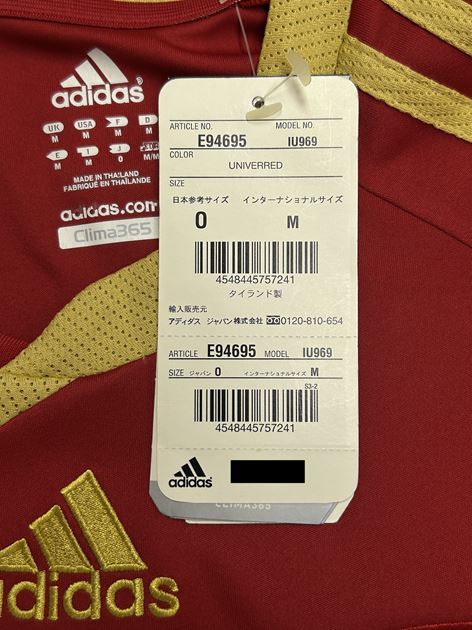 adidas
UK
USA
F
D
M
M
M
M
E
I
J
M
M
O
M/M
MADE IN THAILAND
FABRIQUÉ EN THAÏLANDE
adidas.com
Clima365
ARTICLE NO. MODEL NO.
E94695 IU969
COLOR
UNIVERRED
SIZE
日本参考サイズ インターナショナルサイズ
O M
4548445757241
タイランド製
輸入販売元
アディダス ジャパン株式会社 0120-810-654
ARTICLE E94695 MODEL IU969
SIZE ジャパン O インターナショナルサイズ M
S3-2
4548445757241
adidas
CLIMA365
adidas